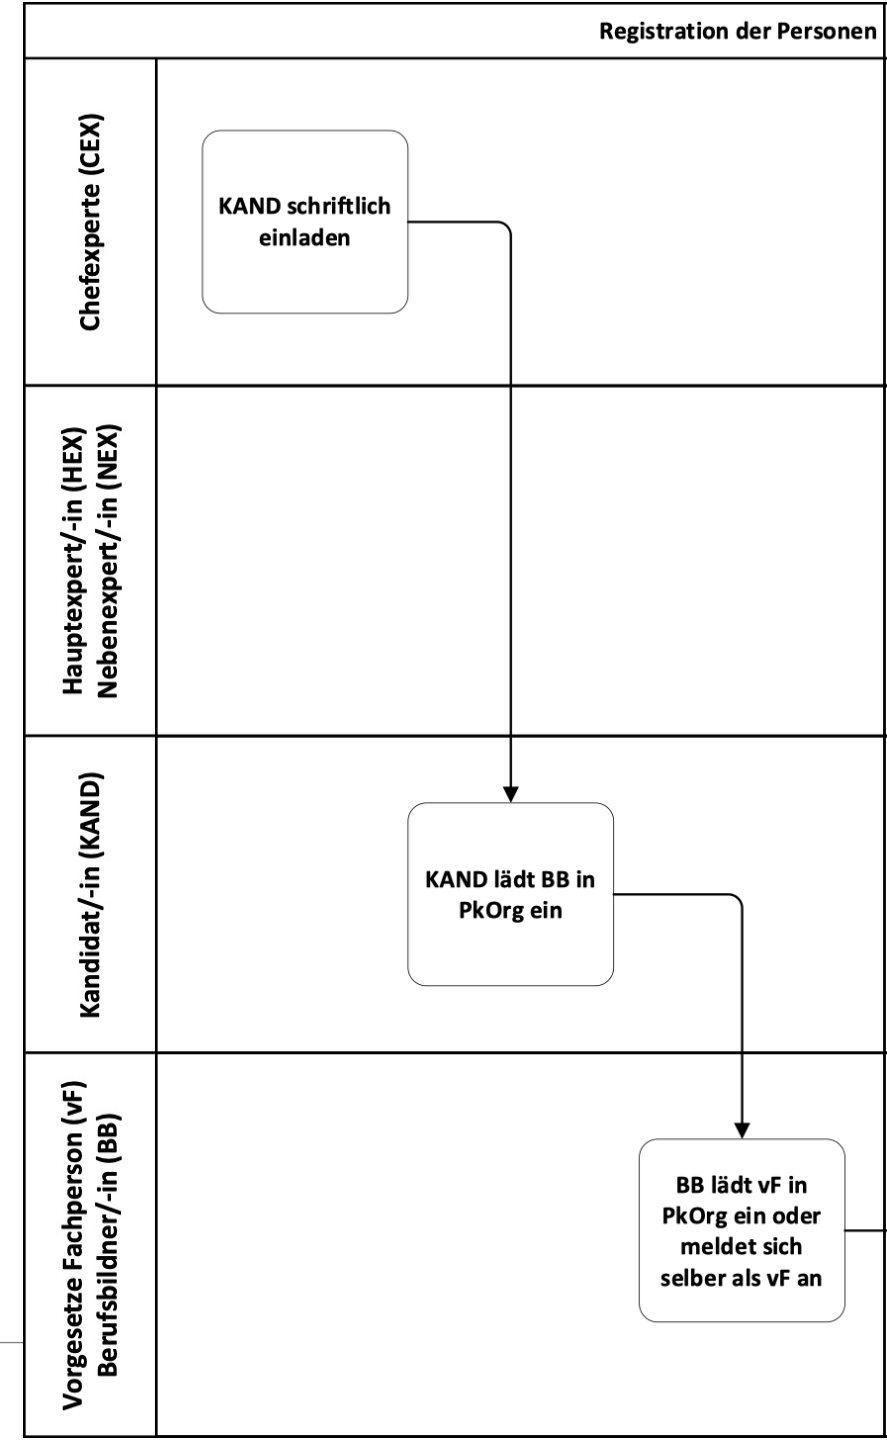 Registration der Personen
Chefexperte (CEX)
KAND schriftlich
einladen
Hauptexpert/-in (HEX)
Nebenexpert/-in (NEX)
Kandidat/-in (KAND)
KAND lädt BB in
PkOrg ein
Vorgesetze Fachperson (vF)
Berufsbildner/-in (BB)
BB lädt vF in
PkOrg ein oder
meldet sich
selber als vF an